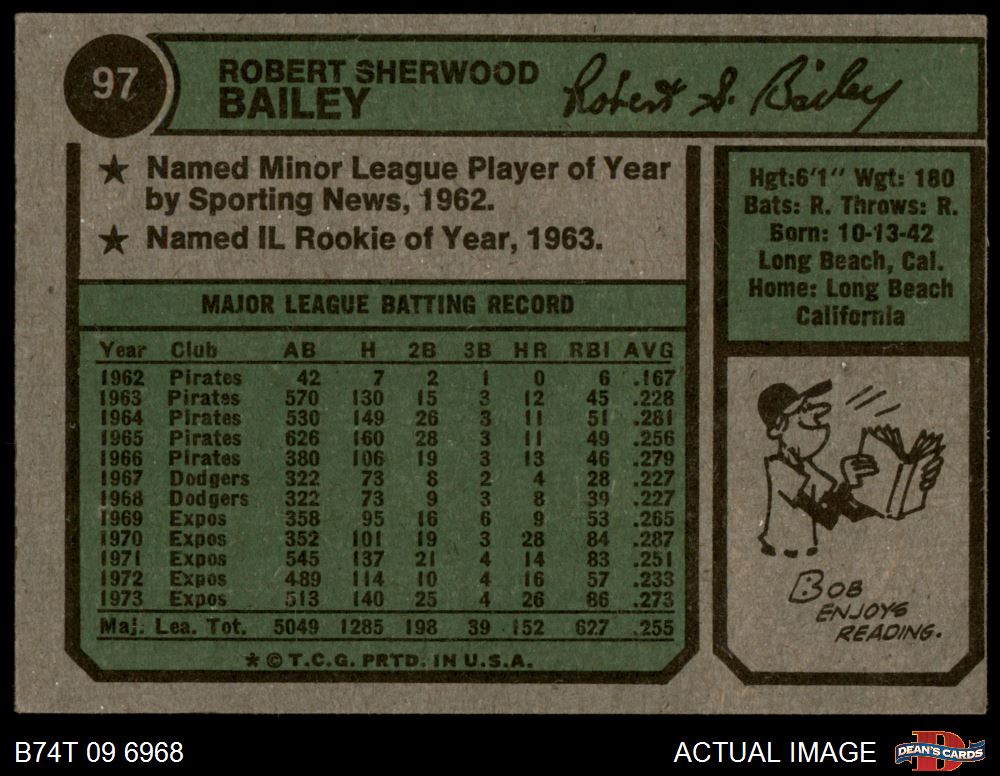 97
ROBERT SHERWOOD
BAILEY
Robert S. Bailey
★ Named Minor League Player of Year
by Sporting News, 1962.
★ Named IL Rookie of Year, 1963.
MAJOR LEAGUE BATTING RECORD
Year Club AB H 2B 3B HR RBI AVG
1962 Pirates 42 7 2 1 0 6 .167
1963 Pirates 570 130 15 3 12 45 .228
1964 Pirates 530 149 26 3 11 51 .281
1965 Pirates 626 160 28 3 11 49 .256
1966 Pirates 380 106 19 3 13 46 .279
1967 Dodgers 322 73 8 2 4 28 .227
1968 Dodgers 322 73 9 3 8 39 .227
1969 Expos 358 95 16 6 9 53 .265
1970 Expos 352 101 19 3 28 84 .287
1971 Expos 545 137 21 4 14 83 .251
1972 Expos 489 114 10 4 16 57 .233
1973 Expos 513 140 25 4 26 86 .273
Maj. Lea. Tot. 5049 1285 198 39 152 627 .255
★ © T.C.G. PRTD. IN U.S.A.
Hgt:6'1" Wgt: 180
Bats: R. Throws: R.
Born: 10-13-42
Long Beach, Cal.
Home: Long Beach
California
BOB
ENJOYS
READING.
B74T 09 6968
ACTUAL IMAGE
D
DEAN'S CARDS